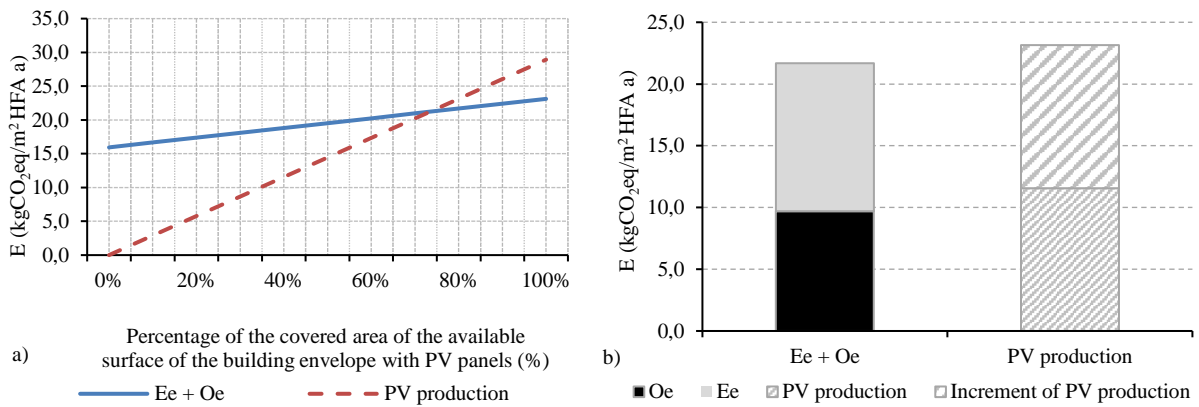 E (kgCO₂eq/m² HFA a)
40,0
35,0
30,0
25,0
20,0
15,0
10,0
5,0
0,0
0% 20% 40% 60% 80% 100%
Percentage of the covered area of the available
surface of the building envelope with PV panels (%)
a)
Ee + Oe PV production
E (kgCO₂eq/m² HFA a)
25,0
20,0
15,0
10,0
5,0
0,0
Ee + Oe PV production
b)
Oe Ee PV production Increment of PV production